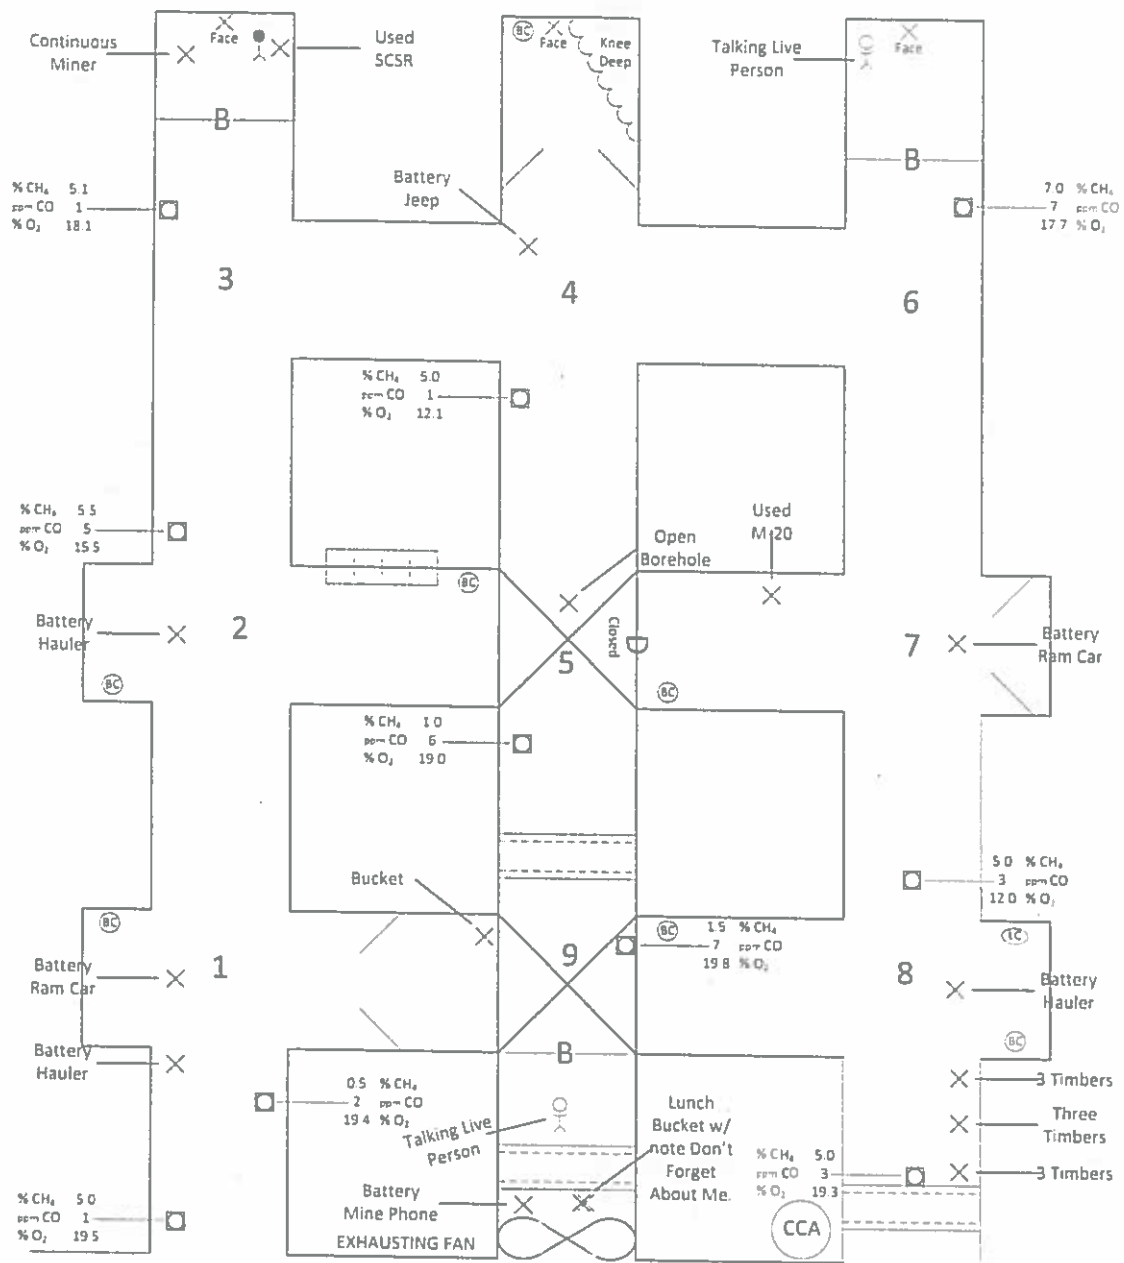 Continuous
Miner
Face
Used
SCSR
BC
Face
Knee
Deep
Talking Live
Person
Face
B
B
% CH₄ 5.1
ppm CO 1
% O₂ 18.1
Battery
Jeep
7.0 % CH₄
7 ppm CO
17.7 % O₂
3
4
6
% CH₄ 5.0
ppm CO 1
% O₂ 12.1
% CH₄ 5.5
ppm CO 5
% O₂ 15.5
Used
M-20
Open
Borehole
BC
Battery
Hauler
2
Closed
D
5
7
Battery
Ram Car
BC
BC
% CH₄ 1.0
ppm CO 6
% O₂ 19.0
5.0 % CH₄
3 ppm CO
12.0 % O₂
Bucket
BC
BC
1.5 % CH₄
7 ppm CO
19.8 % O₂
Battery
Ram Car
1
9
8
Battery
Hauler
BC
Battery
Hauler
B
3 Timbers
Three
Timbers
3 Timbers
0.5 % CH₄
2 ppm CO
19.4 % O₂
Talking Live
Person
Lunch
Bucket w/
note Don't
Forget
About Me.
% CH₄ 5.0
ppm CO 3
% O₂ 19.3
Battery
Mine Phone
% CH₄ 5.0
ppm CO 1
% O₂ 19.5
EXHAUSTING FAN
CCA